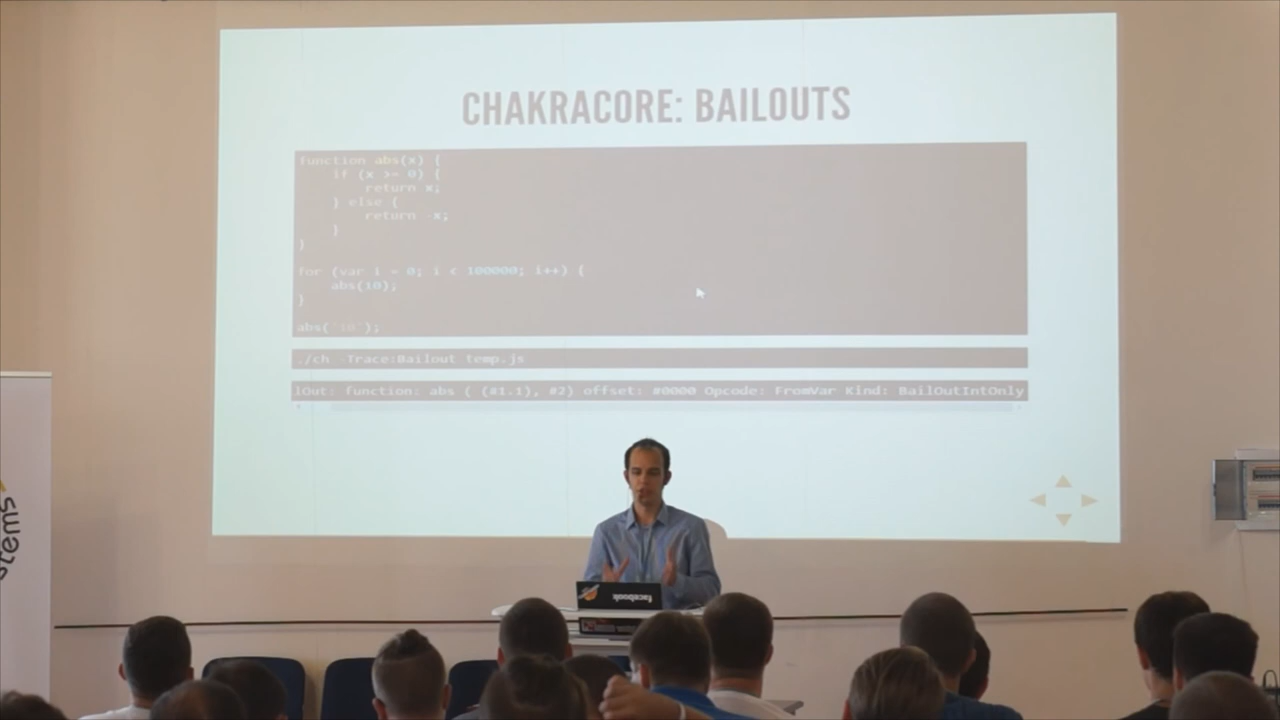 CHAKRACORE: BAILOUTS
function abs(x) {
    if (x >= 0) {
        return x;
    } else {
        return -x;
    }
}
for (var i = 0; i < 100000; i++) {
    abs(10);
}
abs('10');
./ch -Trace:Bailout temp.js
lOut: function: abs ( (#1.1), #2) offset: #0000 Opcode: FromVar Kind: BailOutIntOnly
facebook
stems